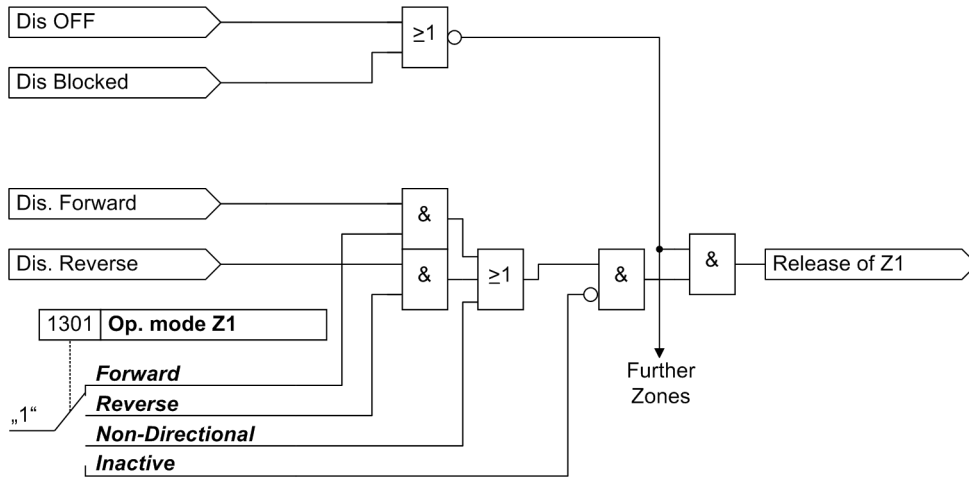 Dis OFF
≥1
Dis Blocked
Dis. Forward
&
Dis. Reverse
&
≥1
&
&
Release of Z1
1301 Op. mode Z1
Further
Zones
Forward
Reverse
„1“
Non-Directional
Inactive